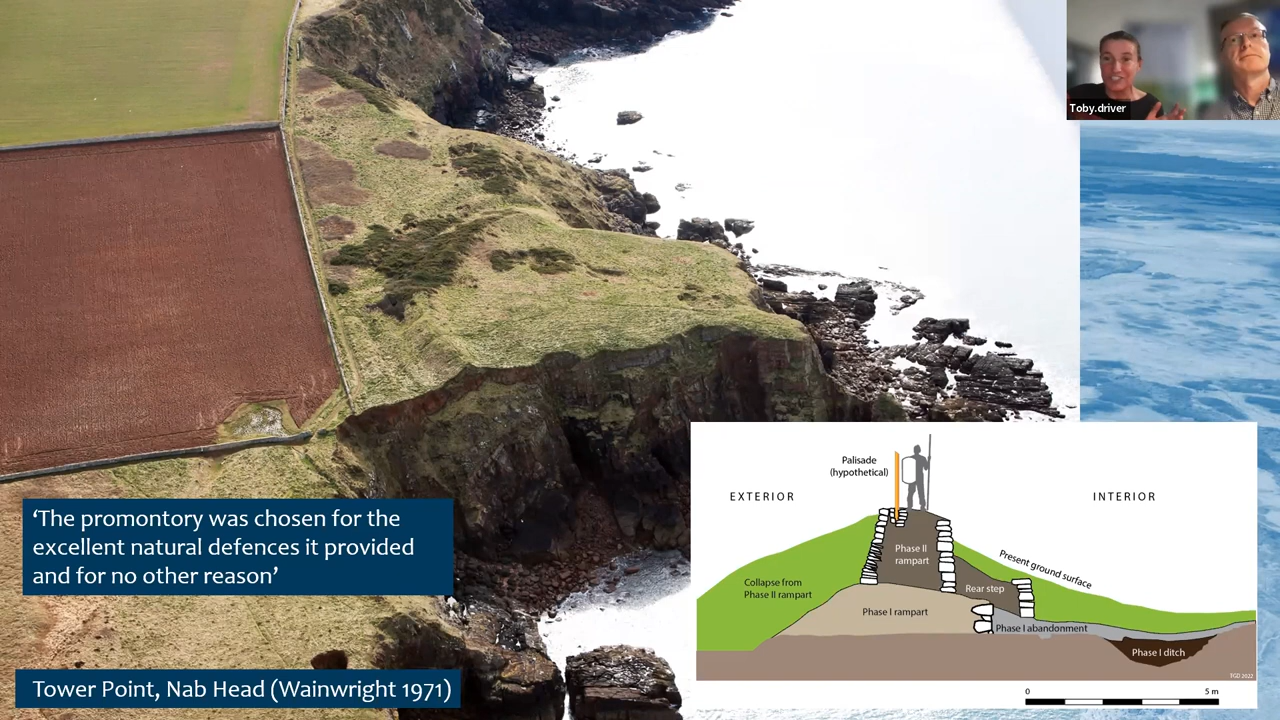 Toby.driver
Palisade
(hypothetical)
EXTERIOR
INTERIOR
Phase II
rampart
Present ground surface
Collapse from
Phase II rampart
Rear step
Phase I rampart
Phase I abandonment
Phase I ditch
TGD 2022
0 5 m
‘The promontory was chosen for the
excellent natural defences it provided
and for no other reason’
Tower Point, Nab Head (Wainwright 1971)